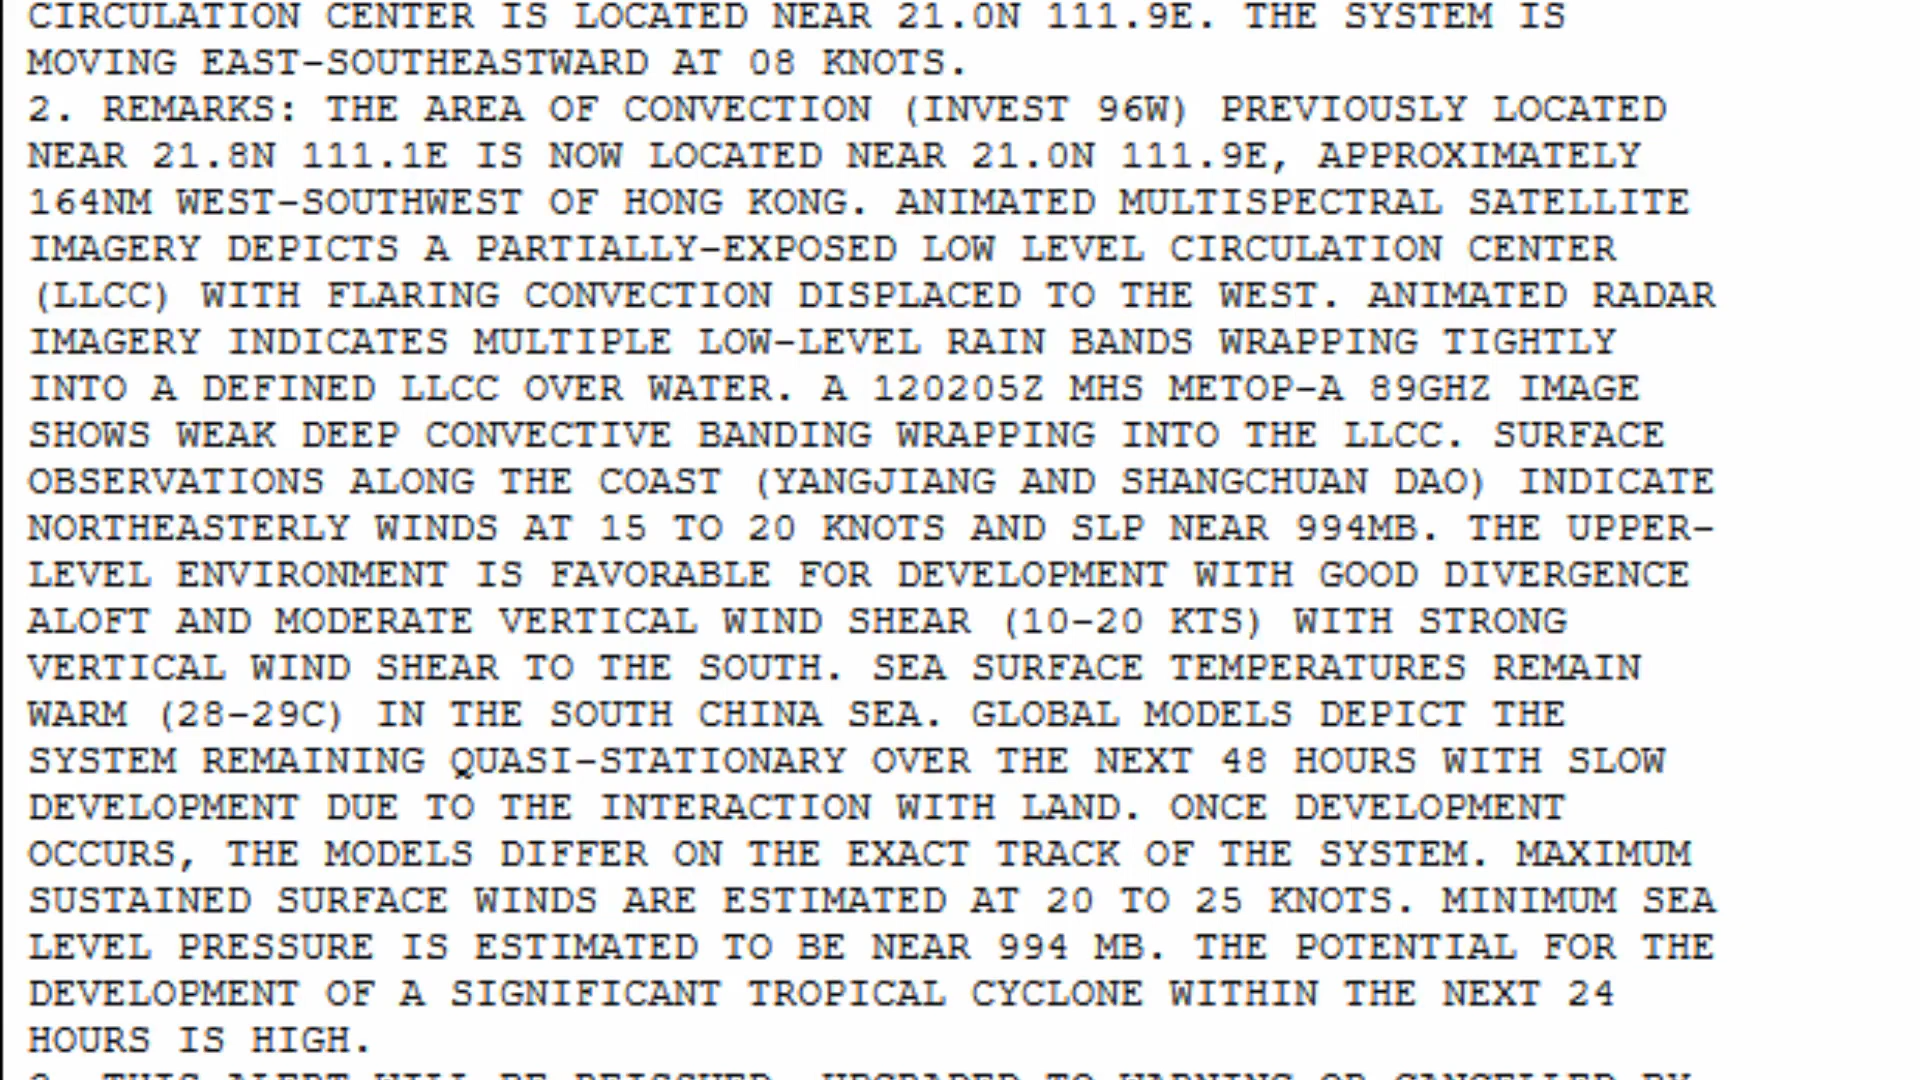 CIRCULATION CENTER IS LOCATED NEAR 21.0N 111.9E. THE SYSTEM IS
MOVING EAST-SOUTHEASTWARD AT 08 KNOTS.
2. REMARKS: THE AREA OF CONVECTION (INVEST 96W) PREVIOUSLY LOCATED
NEAR 21.8N 111.1E IS NOW LOCATED NEAR 21.0N 111.9E, APPROXIMATELY
164NM WEST-SOUTHWEST OF HONG KONG. ANIMATED MULTISPECTRAL SATELLITE
IMAGERY DEPICTS A PARTIALLY-EXPOSED LOW LEVEL CIRCULATION CENTER
(LLCC) WITH FLARING CONVECTION DISPLACED TO THE WEST. ANIMATED RADAR
IMAGERY INDICATES MULTIPLE LOW-LEVEL RAIN BANDS WRAPPING TIGHTLY
INTO A DEFINED LLCC OVER WATER. A 120205Z MHS METOP-A 89GHZ IMAGE
SHOWS WEAK DEEP CONVECTIVE BANDING WRAPPING INTO THE LLCC. SURFACE
OBSERVATIONS ALONG THE COAST (YANGJIANG AND SHANGCHUAN DAO) INDICATE
NORTHEASTERLY WINDS AT 15 TO 20 KNOTS AND SLP NEAR 994MB. THE UPPER-
LEVEL ENVIRONMENT IS FAVORABLE FOR DEVELOPMENT WITH GOOD DIVERGENCE
ALOFT AND MODERATE VERTICAL WIND SHEAR (10-20 KTS) WITH STRONG
VERTICAL WIND SHEAR TO THE SOUTH. SEA SURFACE TEMPERATURES REMAIN
WARM (28-29C) IN THE SOUTH CHINA SEA. GLOBAL MODELS DEPICT THE
SYSTEM REMAINING QUASI-STATIONARY OVER THE NEXT 48 HOURS WITH SLOW
DEVELOPMENT DUE TO THE INTERACTION WITH LAND. ONCE DEVELOPMENT
OCCURS, THE MODELS DIFFER ON THE EXACT TRACK OF THE SYSTEM. MAXIMUM
SUSTAINED SURFACE WINDS ARE ESTIMATED AT 20 TO 25 KNOTS. MINIMUM SEA
LEVEL PRESSURE IS ESTIMATED TO BE NEAR 994 MB. THE POTENTIAL FOR THE
DEVELOPMENT OF A SIGNIFICANT TROPICAL CYCLONE WITHIN THE NEXT 24
HOURS IS HIGH.